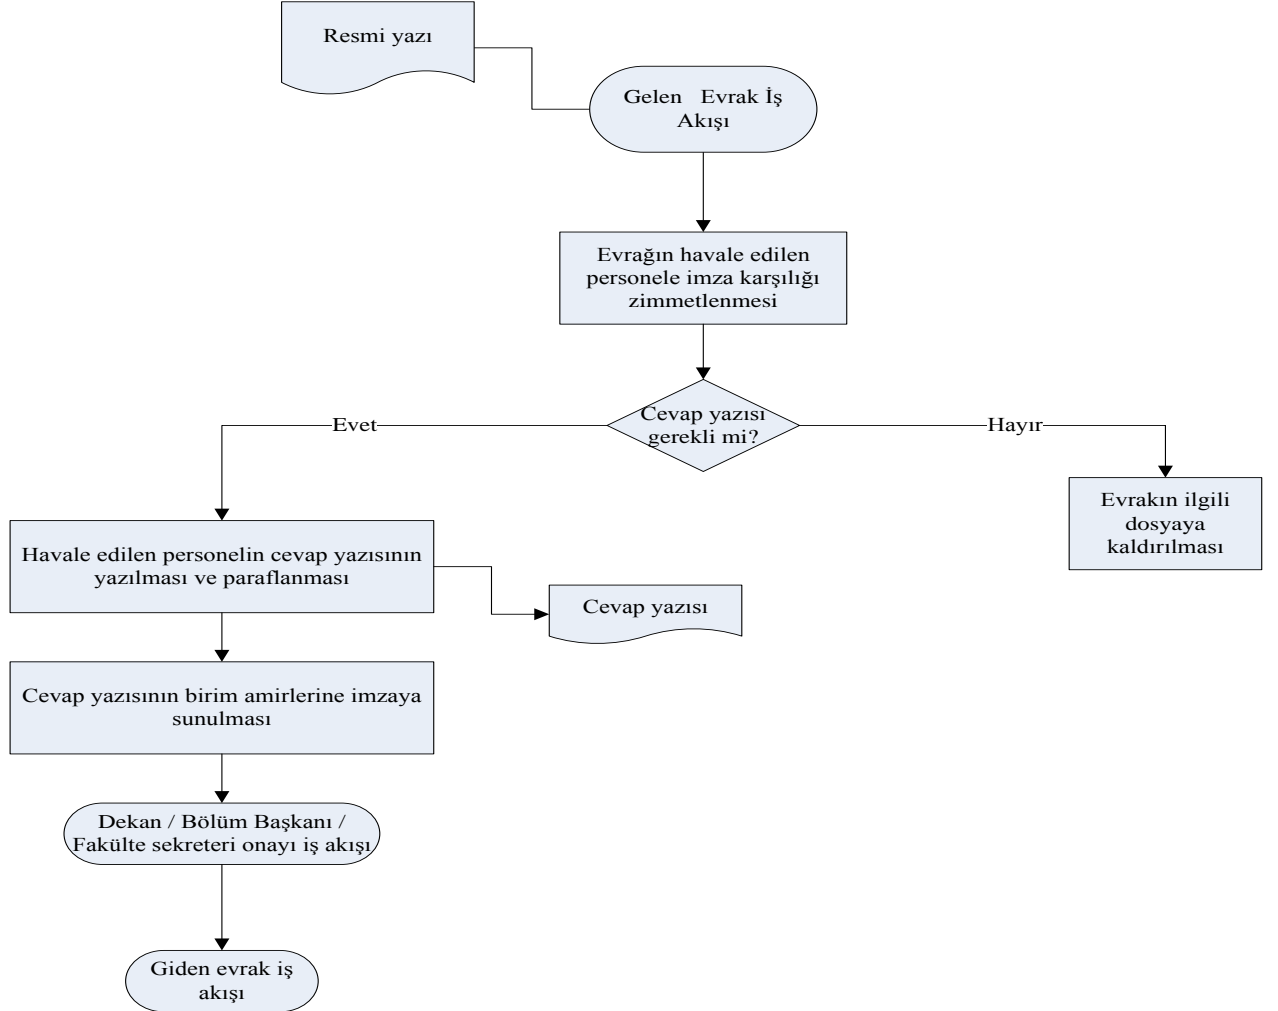 Resmi yazı
Gelen Evrak İş
Akışı
Evrağın havale edilen
personele imza karşılığı
zimmetlenmesi
Cevap yazısı
gerekli mi?
Evet
Hayır
Evrakın ilgili
dosyaya
kaldırılması
Havale edilen personelin cevap yazısının
yazılması ve paraflanması
Cevap yazısı
Cevap yazısının birim amirlerine imzaya
sunulması
Dekan / Bölüm Başkanı /
Fakülte sekreteri onayı iş akışı
Giden evrak iş
akışı